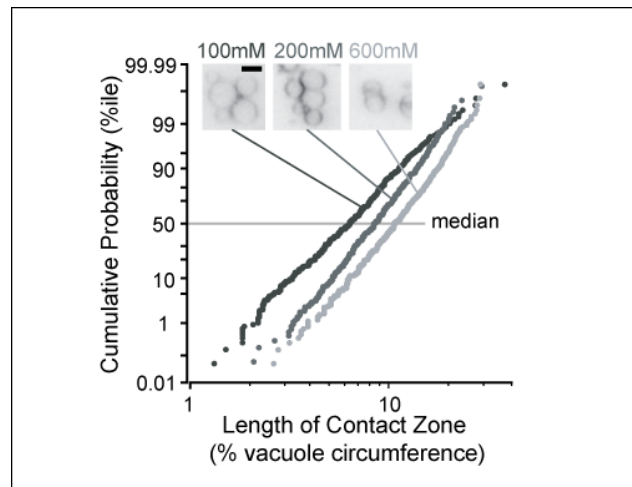 100mM 200mM 600mM
99.99
99
90
50
median
10
1
0.01
Cumulative Probability (%ile)
1
10
Length of Contact Zone
(% vacuole circumference)